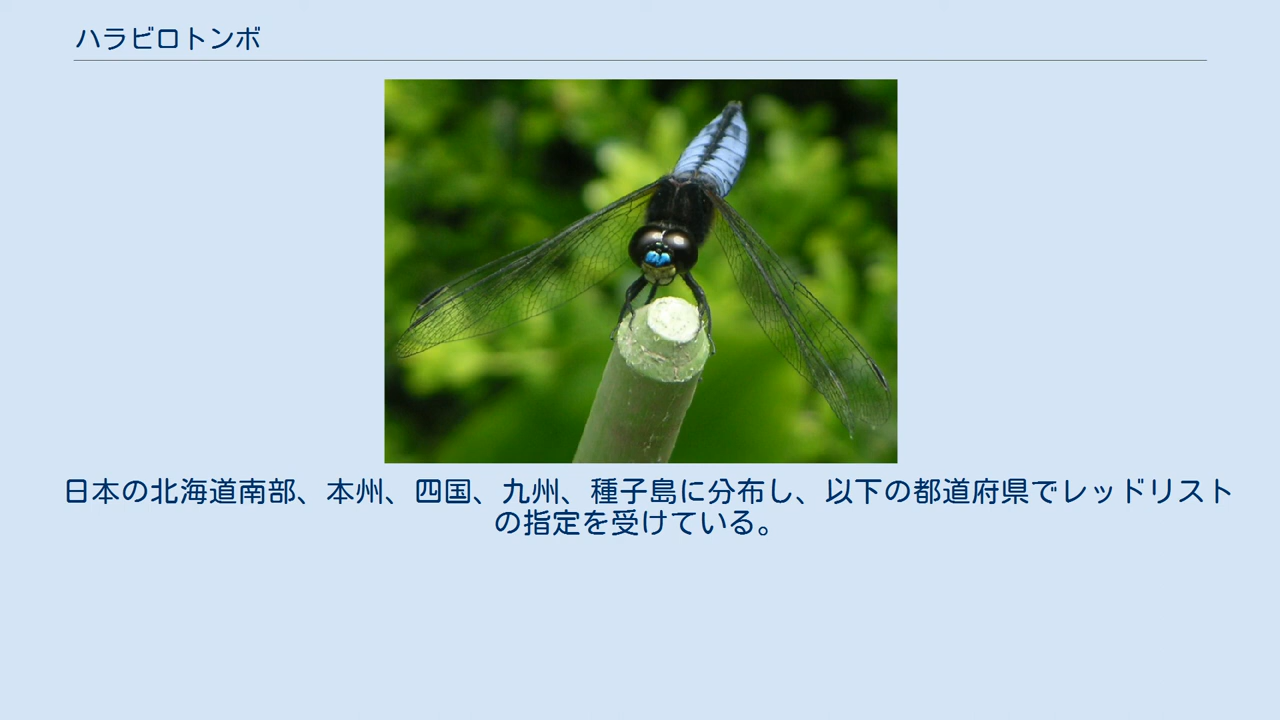 ハラビロトンボ
日本の北海道南部、本州、四国、九州、種子島に分布し、以下の都道府県でレッドリスト
の指定を受けている。